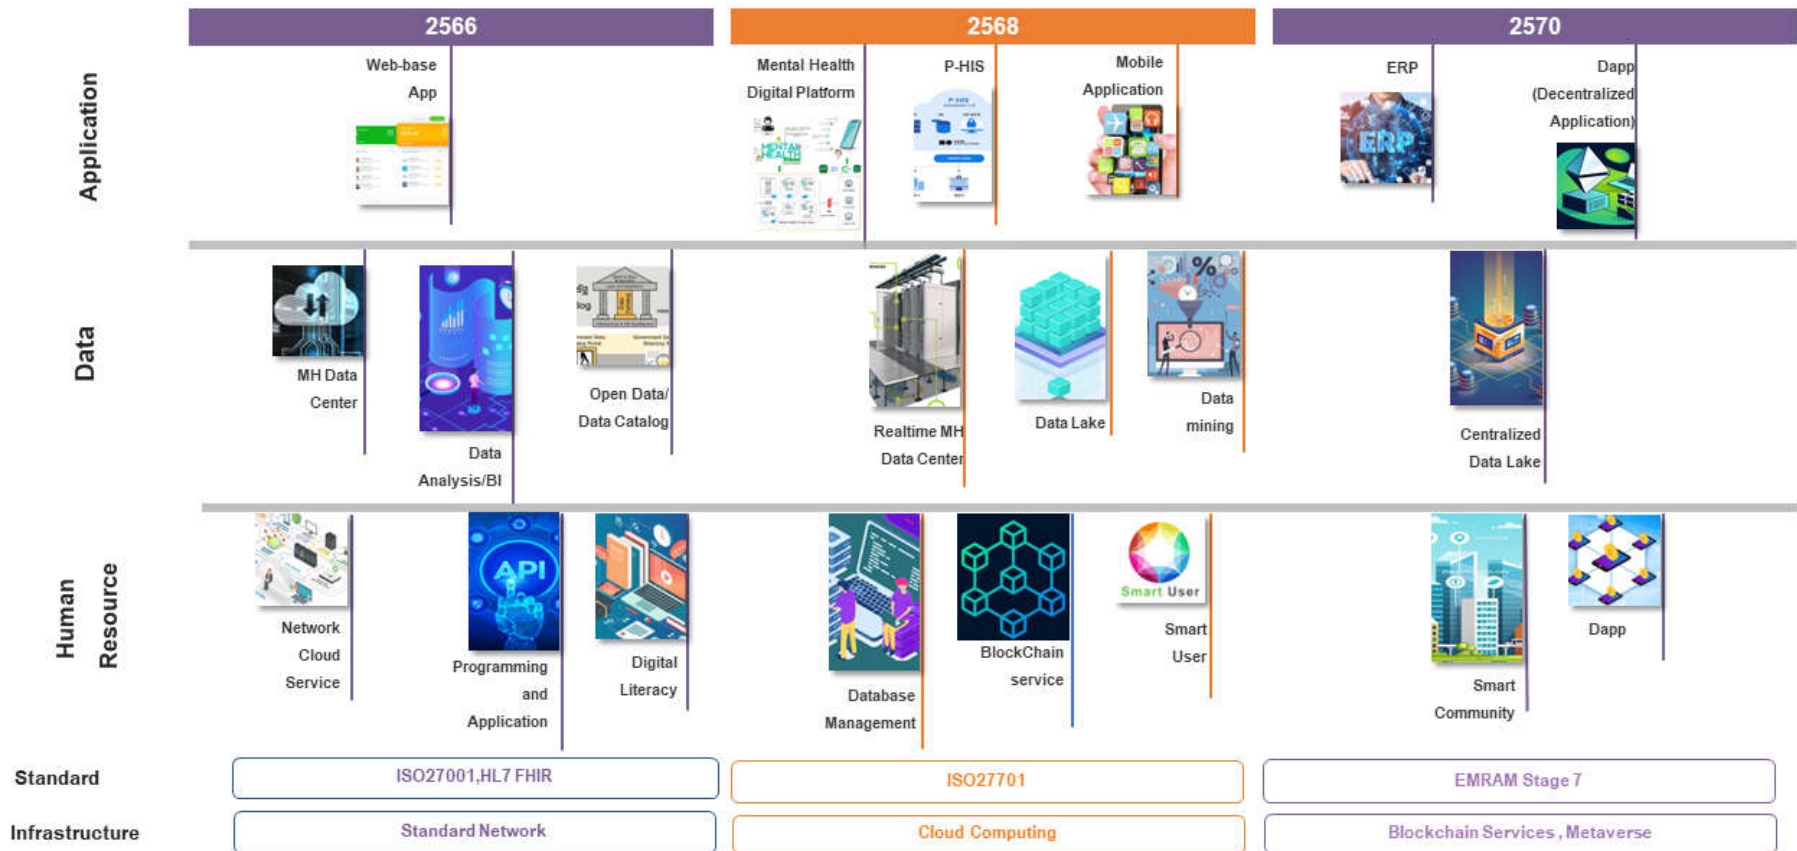 2566
2568
2570
Application
Web-base
App
Mental Health
Digital Platform
MENTAL
HEALTH
P-HIS
P-HIS
Mobile
Application
ERP
ERP
Dapp
(Decentralized
Application)
Data
MH Data
Center
Data
Analysis/BI
Open Data/
Data Catalog
Realtime MH
Data Center
Data Lake
%
Data
mining
Centralized
Data Lake
Human
Resource
Network
Cloud
Service
API
Programming
and
Application
Digital
Literacy
Database
Management
BlockChain
service
Smart User
Smart
User
Smart
Community
Dapp
Standard
ISO27001,HL7 FHIR
ISO27701
EMRAM Stage 7
Infrastructure
Standard Network
Cloud Computing
Blockchain Services , Metaverse